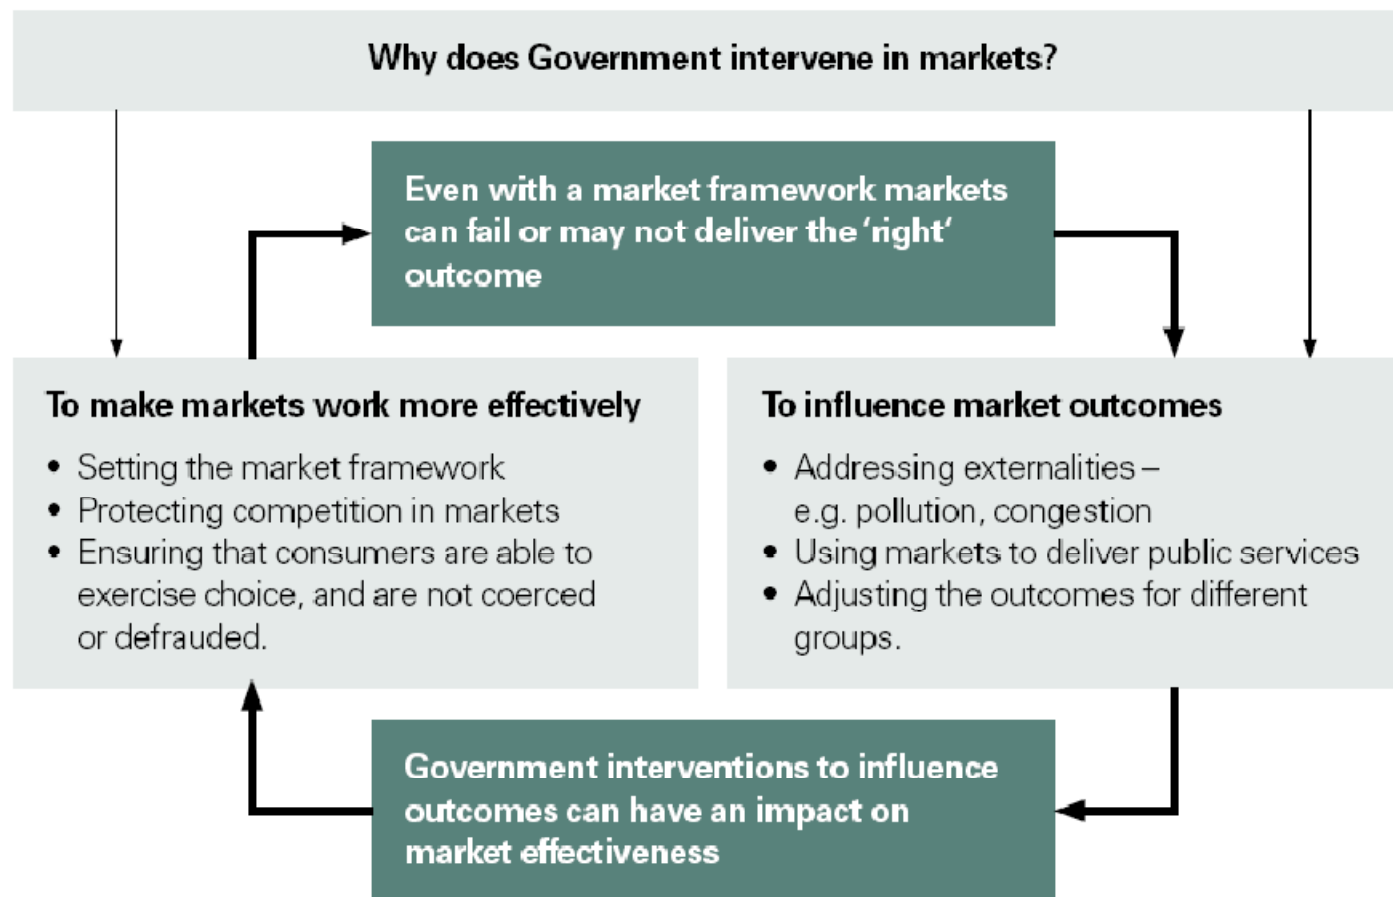 Why does Government intervene in markets?
Even with a market framework markets
can fail or may not deliver the ‘right‘
outcome
To make markets work more effectively
• Setting the market framework
• Protecting competition in markets
• Ensuring that consumers are able to
exercise choice, and are not coerced
or defrauded.
To influence market outcomes
• Addressing externalities –
e.g. pollution, congestion
• Using markets to deliver public services
• Adjusting the outcomes for different
groups.
Government interventions to influence
outcomes can have an impact on
market effectiveness